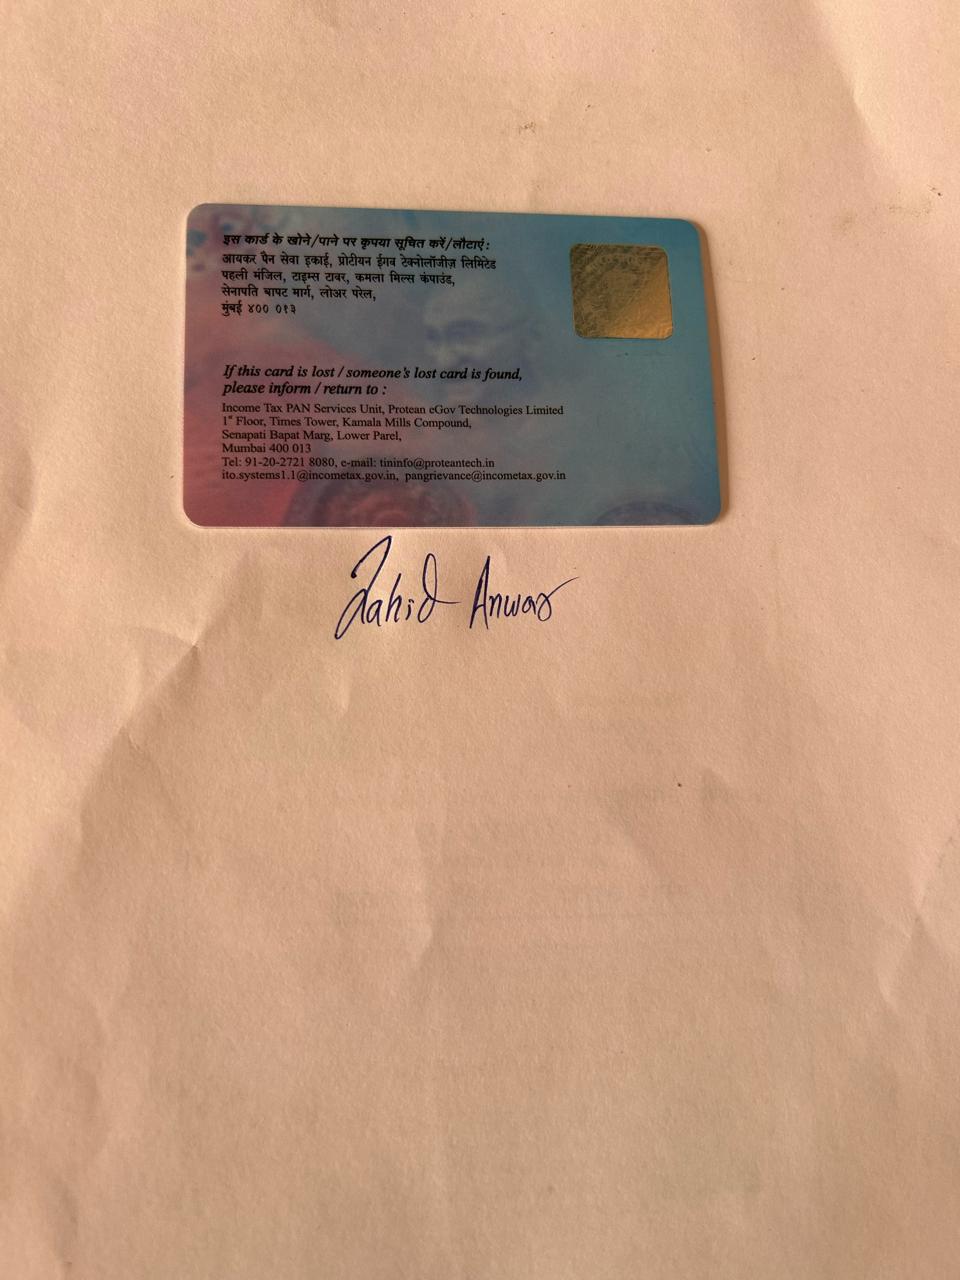 इस कार्ड के खोने/पाने पर कृपया सूचित करें/लौटाएं:
आयकर पैन सेवा इकाई, प्रोटीयन ईगव टेक्नोलॉजीज़ लिमिटेड
पहली मंजिल, टाइम्स टावर, कमला मिल्स कंपाउंड,
सेनापति बापट मार्ग, लोअर परेल,
मुंबई ४०० ०१३
If this card is lost / someone's lost card is found,
please inform / return to :
Income Tax PAN Services Unit, Protean eGov Technologies Limited
1st Floor, Times Tower, Kamala Mills Compound,
Senapati Bapat Marg, Lower Parel,
Mumbai 400 013
Tel: 91-20-2721 8080, e-mail: tininfo@proteantech.in
ito.systems1.1@incometax.gov.in, pangrievance@incometax.gov.in
Zahid Anwar